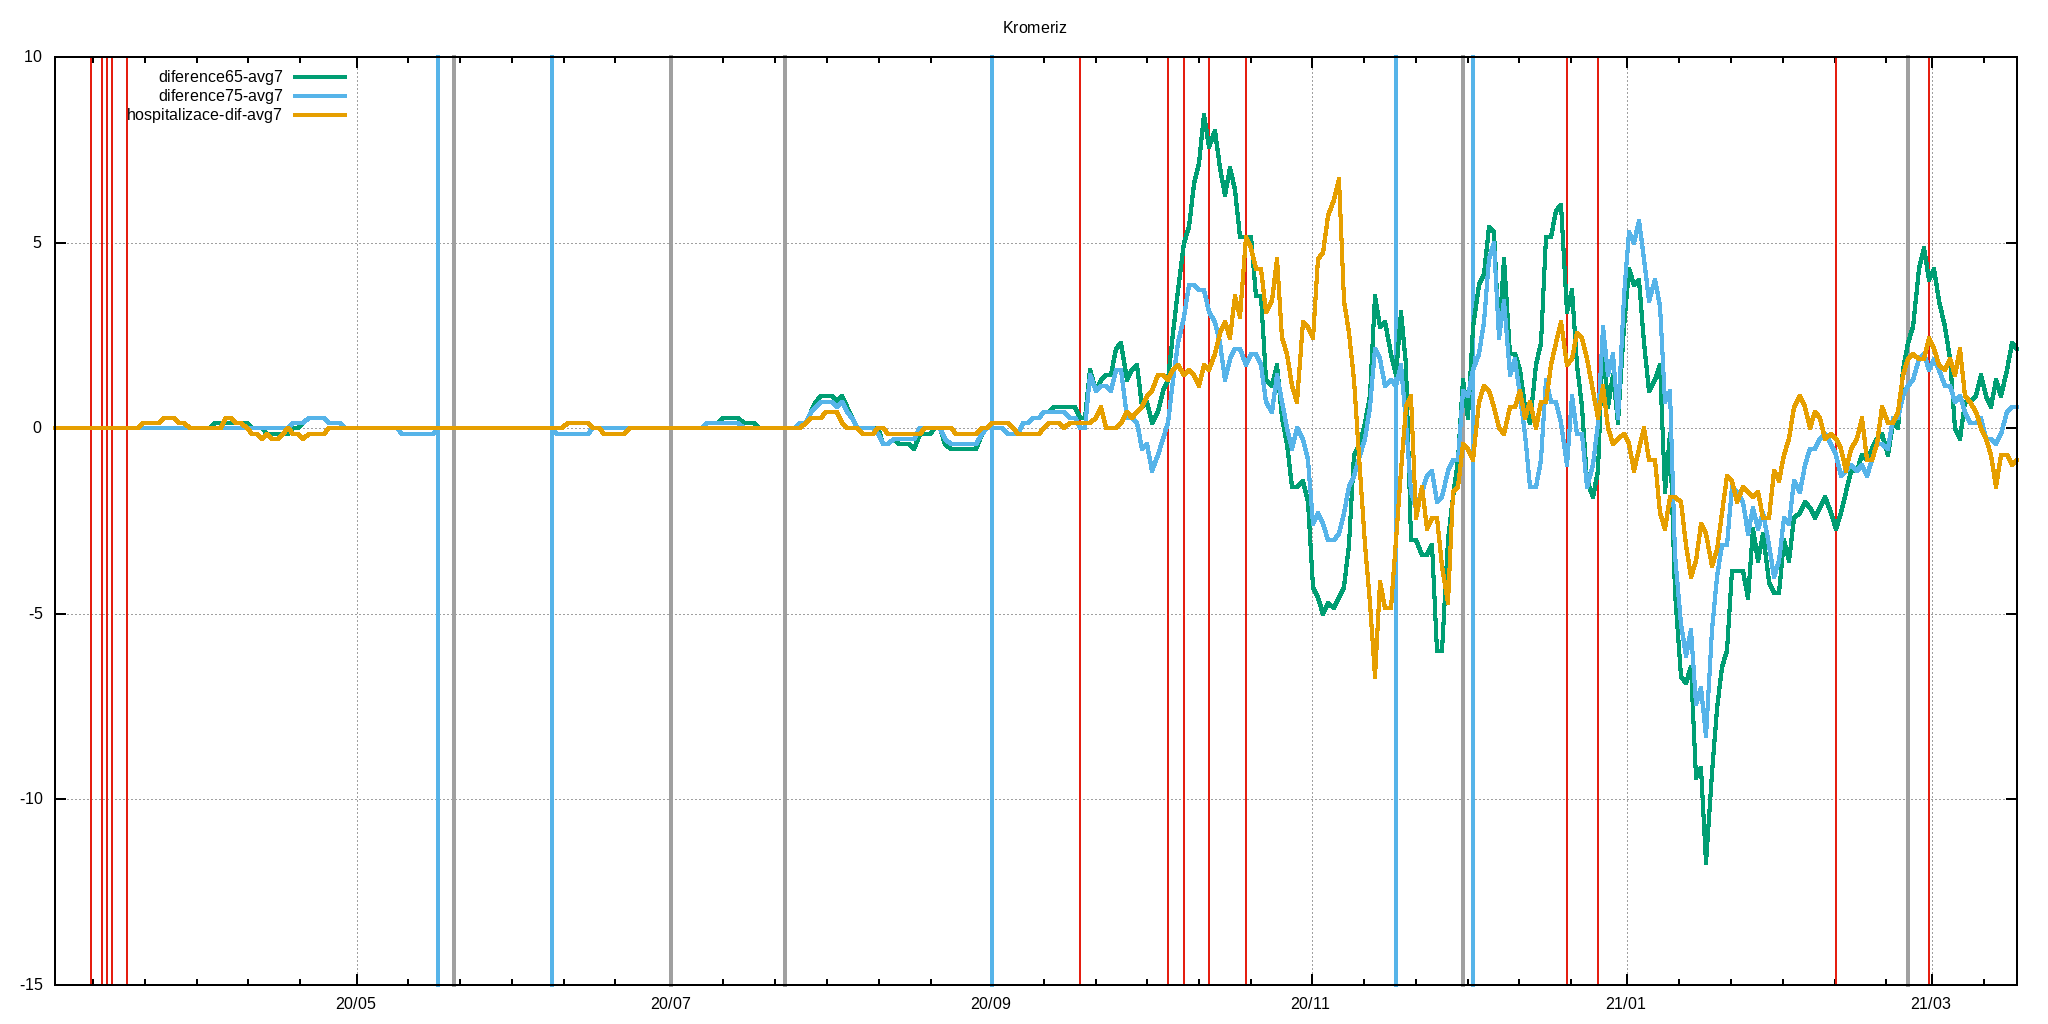 Kromeriz
10
diference65-avg7
diference75-avg7
hospitalizace-dif-avg7
5
0
-5
-10
-15
20/05 20/07 20/09 20/11 21/01 21/03